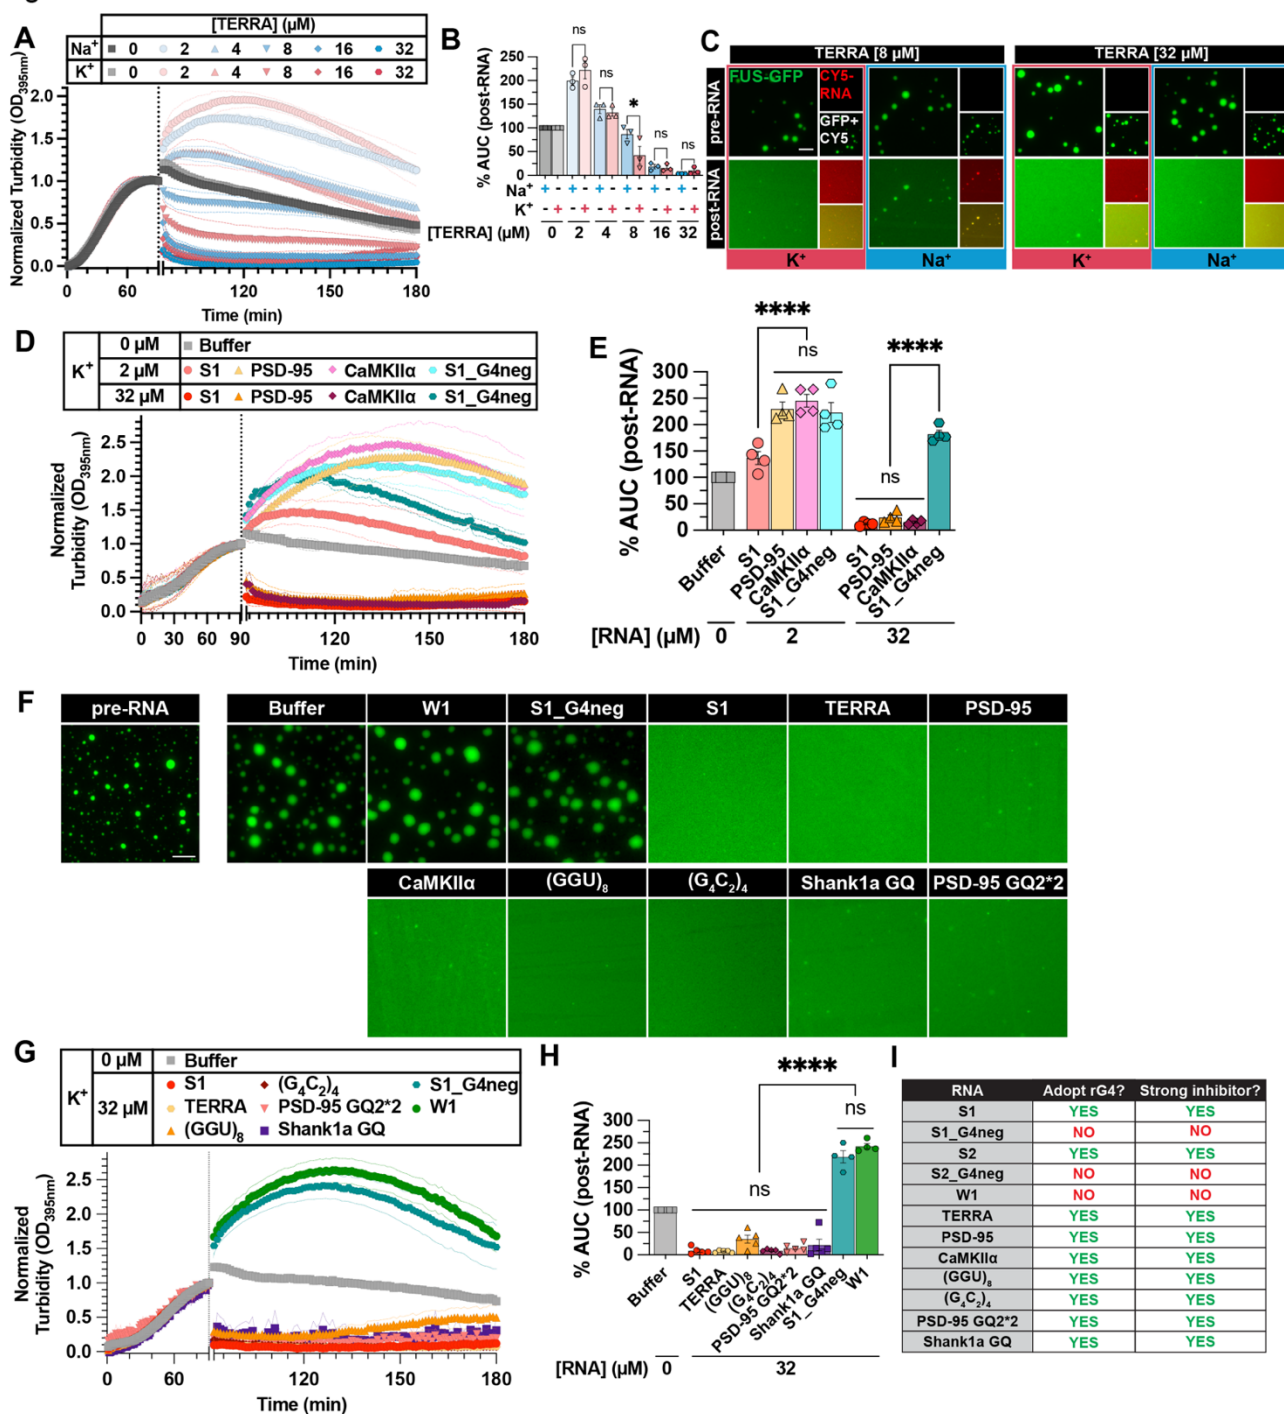 A
[TERRA] (µM)
Na⁺ 0 2 4 8 16 32
K⁺ 0 2 4 8 16 32
Normalized Turbidity (OD₃₉₅ₙₘ)
2.0
1.5
1.0
0.5
0.0
0 60 120 180
Time (min)
B
% AUC (post-RNA)
250
200
150
100
50
0
ns
ns
*
ns
ns
Na⁺ + - + - + - + - + - + -
K⁺ - + - + - + - + - + - +
[TERRA] (µM) 0 2 4 8 16 32
C
TERRA [8 µM] TERRA [32 µM]
pre-RNA
post-RNA
FUS-GFP
CY5-
RNA
GFP+
CY5
K⁺ Na⁺ K⁺ Na⁺
D
K⁺
0 µM Buffer
2 µM S1 PSD-95 CaMKIIα S1_G4neg
32 µM S1 PSD-95 CaMKIIα S1_G4neg
Normalized
Turbidity (OD₃₉₅ₙₘ)
2.5
2.0
1.5
1.0
0.5
0.0
0 30 60 90 120 150 180
Time (min)
E
% AUC (post-RNA)
300
250
200
150
100
50
0
****
ns
****
ns
Buffer S1 PSD-95 CaMKIIα S1_G4neg S1 PSD-95 CaMKIIα S1_G4neg
[RNA] (µM) 0 2 32
F
pre-RNA Buffer W1 S1_G4neg S1 TERRA PSD-95
CaMKIIα (GGU)₈ (G₄C₂)₄ Shank1a GQ PSD-95 GQ2*2
G
K⁺
0 µM Buffer
32 µM
S1 (G₄C₂)₄ S1_G4neg
TERRA PSD-95 GQ2*2 W1
(GGU)₈ Shank1a GQ
Normalized
Turbidity (OD₃₉₅ₙₘ)
2.5
2.0
1.5
1.0
0.5
0.0
0 60 120 150 180
Time (min)
H
% AUC (post-RNA)
300
250
200
150
100
50
0
****
ns
ns
Buffer S1 TERRA (GGU)₈ (G₄C₂)₄ PSD-95 GQ2*2 Shank1a GQ S1_G4neg W1
[RNA] (µM) 0 32
I
RNA Adopt rG4? Strong inhibitor?
S1 YES YES
S1_G4neg NO NO
S2 YES YES
S2_G4neg NO NO
W1 NO NO
TERRA YES YES
PSD-95 YES YES
CaMKIIα YES YES
(GGU)₈ YES YES
(G₄C₂)₄ YES YES
PSD-95 GQ2*2 YES YES
Shank1a GQ YES YES